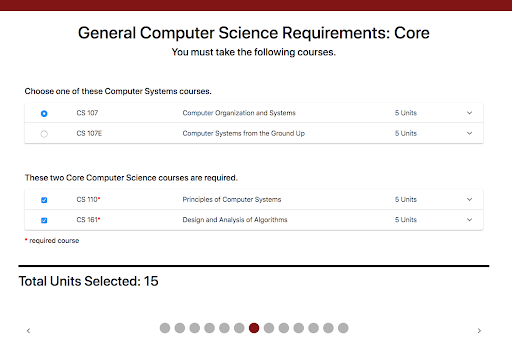 General Computer Science Requirements: Core
You must take the following courses.
Choose one of these Computer Systems courses.
CS 107 Computer Organization and Systems 5 Units
CS 107E Computer Systems from the Ground Up 5 Units
These two Core Computer Science courses are required.
CS 110* Principles of Computer Systems 5 Units
CS 161* Design and Analysis of Algorithms 5 Units
* required course
Total Units Selected: 15